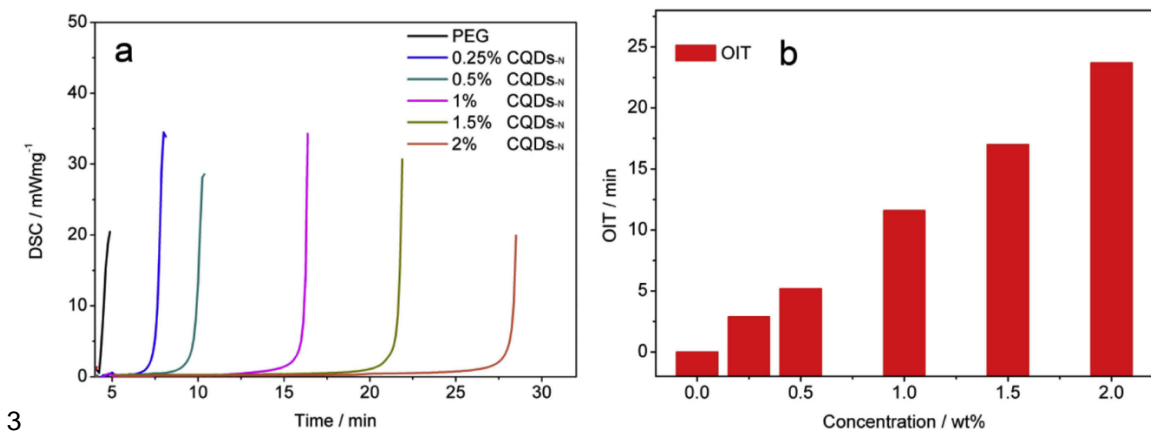 a
PEG
0.25% CQDs-N
0.5% CQDs-N
1% CQDs-N
1.5% CQDs-N
2% CQDs-N
50
40
30
20
10
0
DSC / mWmg-1
5 10 15 20 25 30
Time / min
b
OIT
25
20
15
10
5
0
OIT / min
0.0 0.5 1.0 1.5 2.0
Concentration / wt%
3